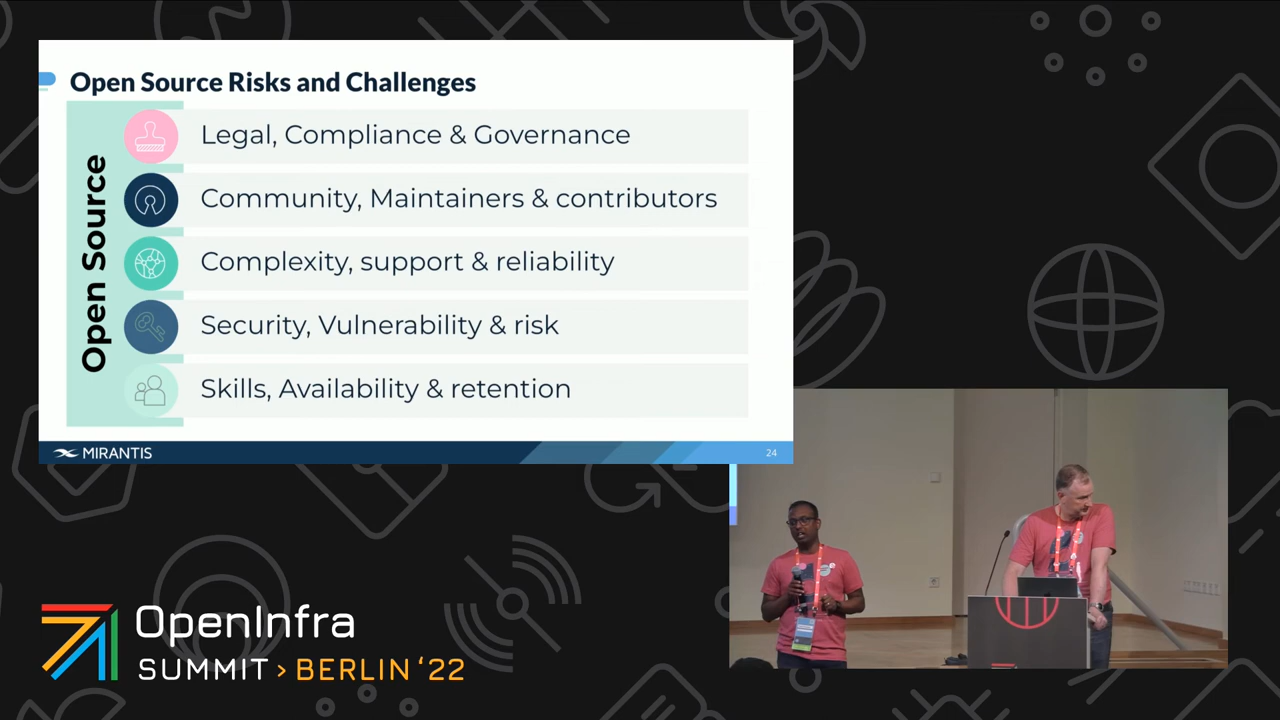 Open Source Risks and Challenges
Open Source
Legal, Compliance & Governance
Community, Maintainers & contributors
Complexity, support & reliability
Security, Vulnerability & risk
Skills, Availability & retention
MIRANTIS
24
OpenInfra
SUMMIT > BERLIN ‘22